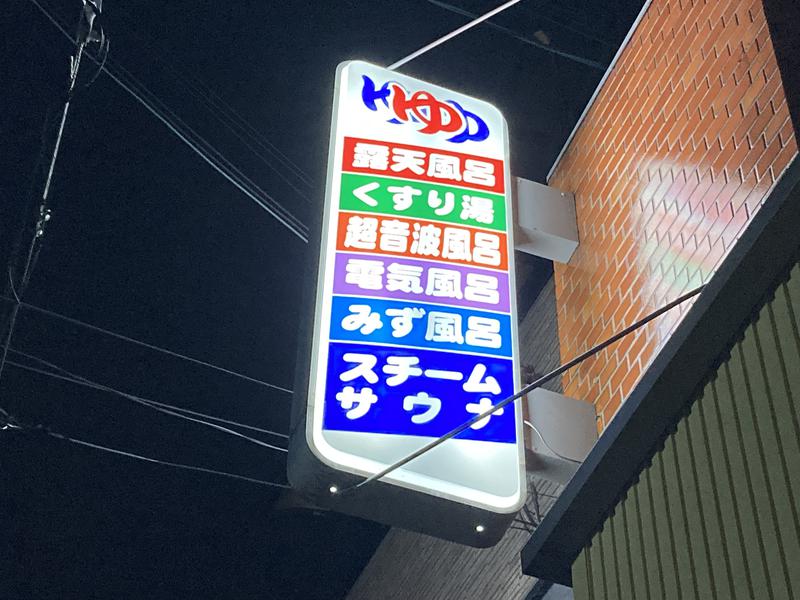 露天風呂
くすり湯
超音波風呂
電気風呂
みず風呂
スチーム
サウナ